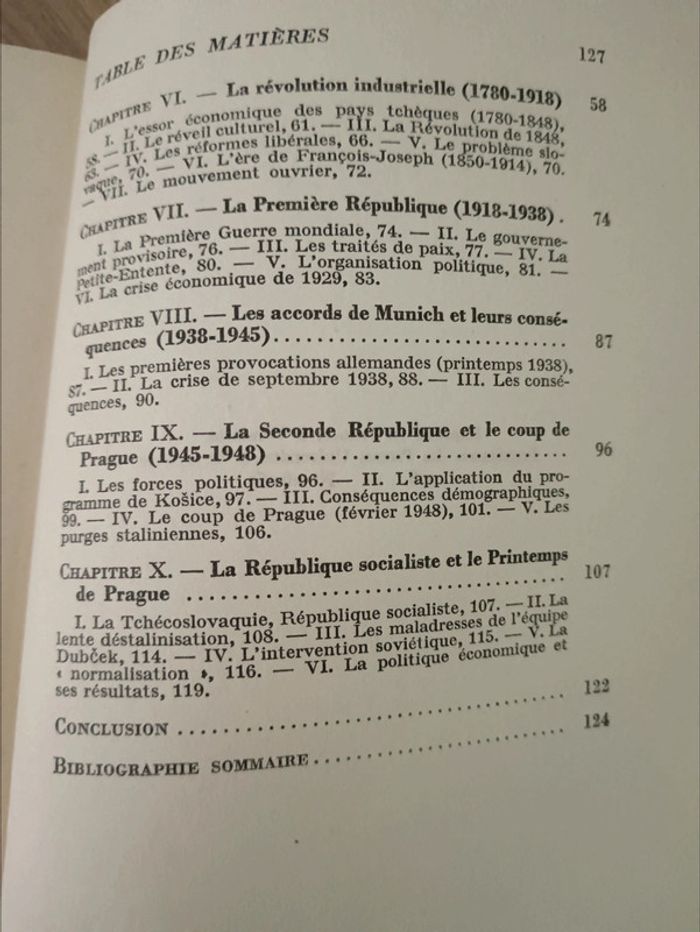 TABLE DES MATIÈRES 127
CHAPITRE VI. — La révolution industrielle (1780-1918) 58
I. L'essor économique des pays tchèques (1780-1848),
58. — II. Le réveil culturel, 61. — III. La Révolution de 1848,
63. — IV. Les réformes libérales, 66. — V. Le problème slo-
vaque, 70. — VI. L'ère de François-Joseph (1850-1914), 70.
— VII. Le mouvement ouvrier, 72.
CHAPITRE VII. — La Première République (1918-1938) . 74
I. La Première Guerre mondiale, 74. — II. Le gouverne-
ment provisoire, 76. — III. Les traités de paix, 77. — IV. La
Petite-Entente, 80. — V. L'organisation politique, 81. —
VI. La crise économique de 1929, 83.
CHAPITRE VIII. — Les accords de Munich et leurs consé-
quences (1938-1945)............................ 87
I. Les premières provocations allemandes (printemps 1938),
87. — II. La crise de septembre 1938, 88. — III. Les consé-
quences, 90.
CHAPITRE IX. — La Seconde République et le coup de
Prague (1945-1948) ............................ 96
I. Les forces politiques, 96. — II. L'application du pro-
gramme de Košice, 97. — III. Conséquences démographiques,
99. — IV. Le coup de Prague (février 1948), 101. — V. Les
purges staliniennes, 106.
CHAPITRE X. — La République socialiste et le Printemps
de Prague .................................... 107
I. La Tchécoslovaquie, République socialiste, 107. — II. La
lente déstalinisation, 108. — III. Les maladresses de l'équipe
Dubček, 114. — IV. L'intervention soviétique, 115. — V. La
« normalisation », 116. — VI. La politique économique et
ses résultats, 119.
CONCLUSION ...................................... 122
BIBLIOGRAPHIE SOMMAIRE........................ 124